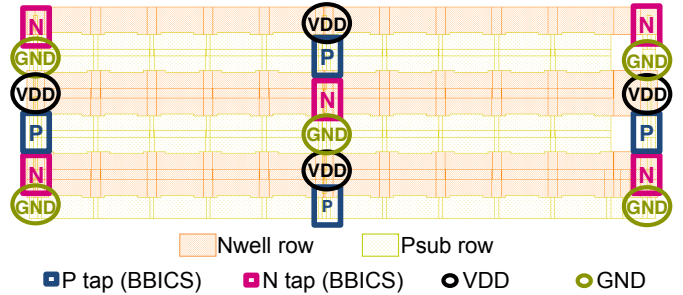 N VDD N
GND P GND
VDD N VDD
P GND P
N VDD N
GND P GND
Nwell row Psub row
P tap (BBICS) N tap (BBICS) VDD GND